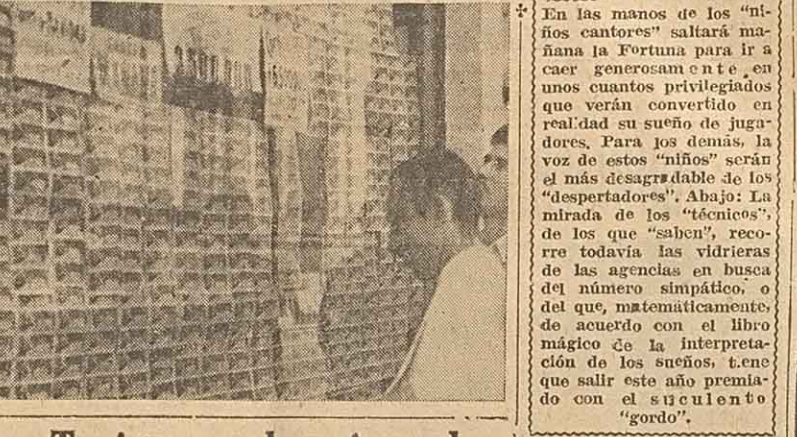 En las manos de los "ni-
ños cantores" saltará ma-
ñana la Fortuna para ir a
caer generosamente en
unos cuantos privilegiados
que verán convertido en
realidad su sueño de juga-
dores. Para los demás, la
voz de estos "niños" serán
el más desagradable de los
"despertadores". Abajo: La
mirada de los "técnicos",
de los que "saben", reco-
rre todavía las vidrieras
de las agencias en busca
del número simpático, o
del que, matemáticamente,
de acuerdo con el libro
mágico de la interpreta-
ción de los sueños, tiene
que salir este año premia-
do con el suculento
"gordo".